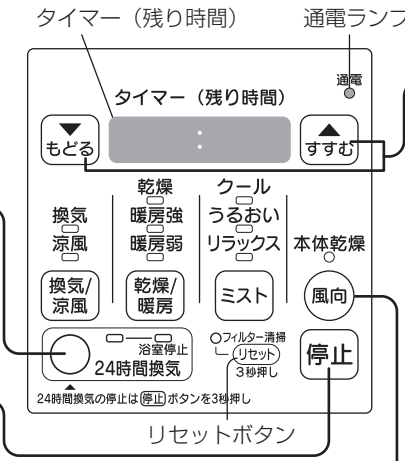 タイマー（残り時間）　通電ランプ
通電
タイマー（残り時間）
▼
もどる
:
▲
すすむ
乾燥　クール
換気　暖房強　うるおい
涼風　暖房弱　リラックス　本体乾燥
換気/
涼風
乾燥/
暖房
ミスト
風向
浴室停止
24時間換気
フィルター清掃
リセット
3秒押し
停止
24時間換気の停止は停止ボタンを3秒押し
リセットボタン